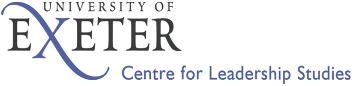 UNIVERSITY OF
EXETER
Centre for Leadership Studies